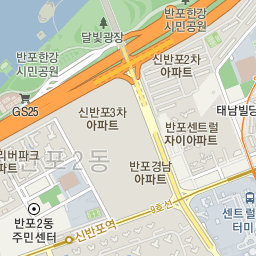 달빛광장
반포한강
시민공원
반포한강
시민공원
신반포2차
아파트
GS25
신반포3차
아파트
태남빌딩
반포센트럴
자이아파트
리버파크
파트
반포2동
반포경남
아파트
반포2동
주민센터
9호선
신반포역
센트럴
터미